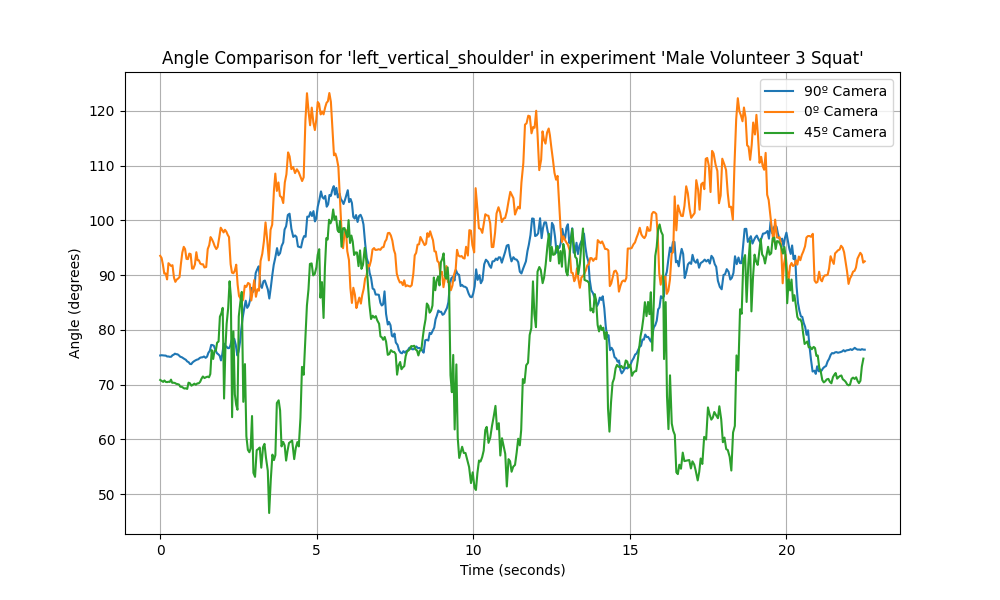 Angle Comparison for 'left_vertical_shoulder' in experiment 'Male Volunteer 3 Squat'
90º Camera
0º Camera
45º Camera
120
110
100
90
80
70
60
50
Angle (degrees)
0
5
10
15
20
Time (seconds)